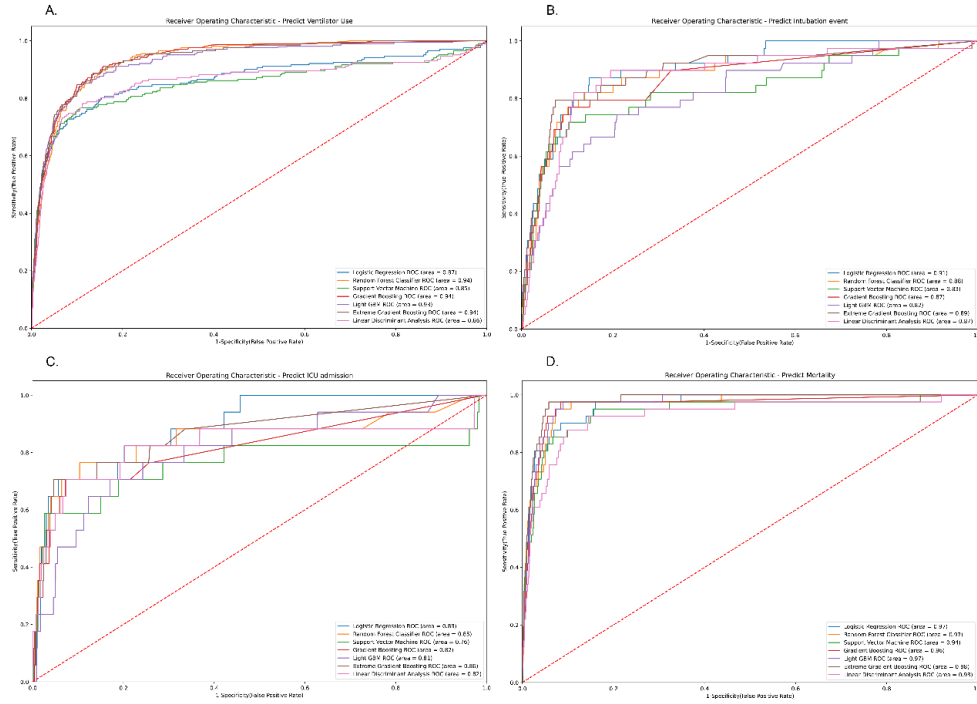 A.
Receiver Operating Characteristic - Predict Ventilator Use
Sensitivity(True Positive Rate)
1.0
0.8
0.6
0.4
0.2
0.0
0.0 0.2 0.4 0.6 0.8 1.0
1-Specificity(False Positive Rate)
Logistic Regression ROC (area = 0.87)
Random Forest Classifier ROC (area = 0.94)
Support Vector Machine ROC (area = 0.85)
Gradient Boosting ROC (area = 0.94)
Light GBM ROC (area = 0.93)
Extreme Gradient Boosting ROC (area = 0.94)
Linear Discriminant Analysis ROC (area = 0.86)
B.
Receiver Operating Characteristic - Predict Intubation event
Sensitivity(True Positive Rate)
1.0
0.8
0.6
0.4
0.2
0.0
0.0 0.2 0.4 0.6 0.8 1.0
1-Specificity(False Positive Rate)
Logistic Regression ROC (area = 0.91)
Random Forest Classifier ROC (area = 0.88)
Support Vector Machine ROC (area = 0.83)
Gradient Boosting ROC (area = 0.87)
Light GBM ROC (area = 0.82)
Extreme Gradient Boosting ROC (area = 0.89)
Linear Discriminant Analysis ROC (area = 0.87)
C.
Receiver Operating Characteristic - Predict ICU admission
Sensitivity(True Positive Rate)
1.0
0.8
0.6
0.4
0.2
0.0
0.0 0.2 0.4 0.6 0.8 1.0
1-Specificity(False Positive Rate)
Logistic Regression ROC (area =
Random Forest Classifier ROC (area =
Support Vector Machine ROC (area = 0.76)
Gradient Boosting ROC (area = 0.82)
Light GBM ROC (area = 0.81)
Extreme Gradient Boosting ROC (area =
Linear Discriminant Analysis ROC (area = 0.82)
D.
Receiver Operating Characteristic - Predict Mortality
Sensitivity(True Positive Rate)
1.0
0.8
0.6
0.4
0.2
0.0
0.0 0.2 0.4 0.6 0.8 1.0
1-Specificity(False Positive Rate)
Logistic Regression ROC (area = 0.97)
Random Forest Classifier ROC (area = 0.97)
Support Vector Machine ROC (area = 0.94)
Gradient Boosting ROC (area = 0.96)
Light GBM ROC (area = 0.97)
Extreme Gradient Boosting ROC (area = 0.98)
Linear Discriminant Analysis ROC (area = 0.93)